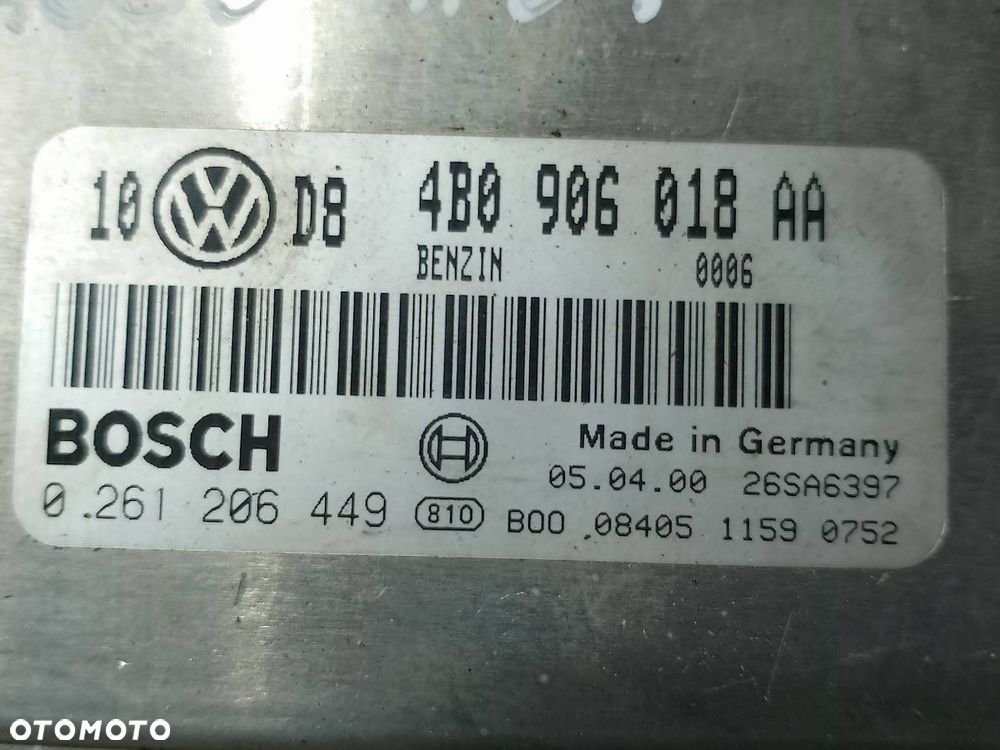 10 VW D8 4B0 906 018 AA
BENZIN 0006
BOSCH
Made in Germany
05.04.00 26SA6397
0 261 206 449 810 B00 08405 1159 0752
OTOMOTO